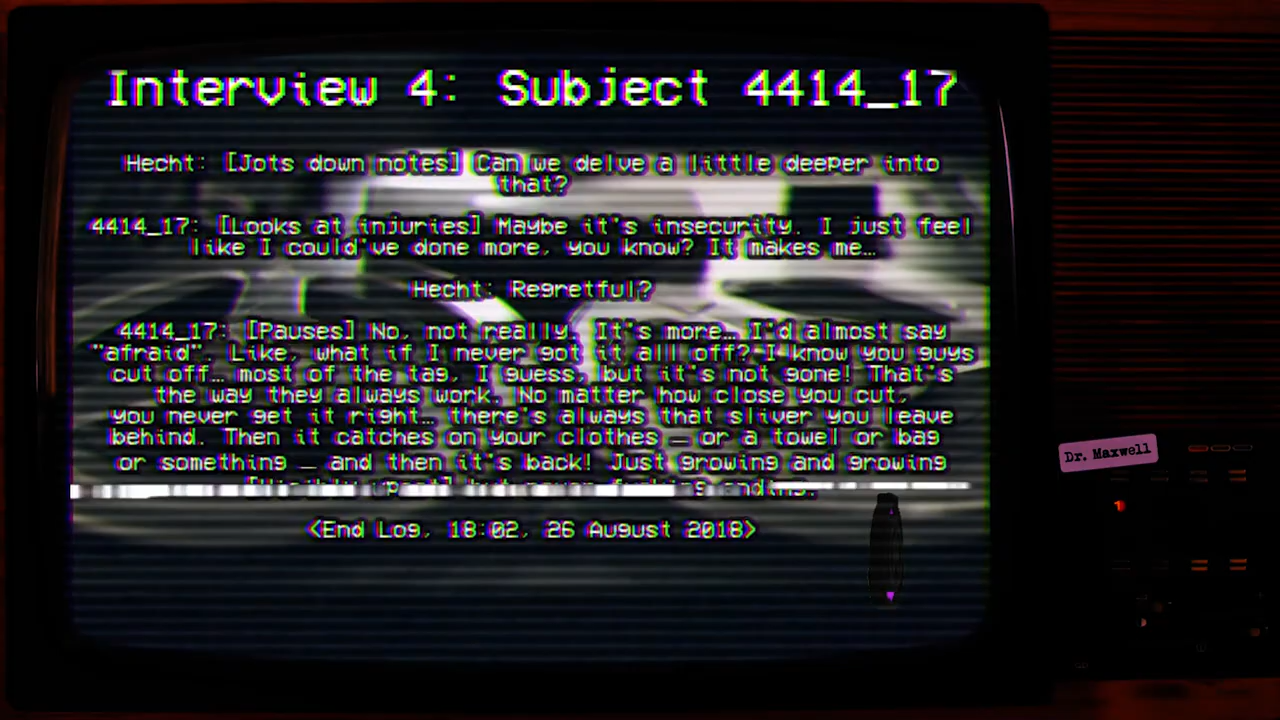 Interview 4: Subject 4414_17
Hecht: [Jots down notes] Can we delve a little deeper into
that?
4414_17: [Looks at injuries] Maybe it's insecurity. I just feel
like I could've done more, you know? It makes me…
Hecht: Regretful?
4414_17: [Pauses] No, not really. It's more… I'd almost say
"afraid". Like, what if I never got it all off? I know you guys
cut off… most of the tag, I guess, but it's not gone! That's
the way they always work. No matter how close you cut,
you never get it right… there's always that sliver you leave
behind. Then it catches on your clothes — or a towel or bag
or something — and then it's back! Just growing and growing
<End Log, 18:02, 26 August 2018>
Dr. Maxwell